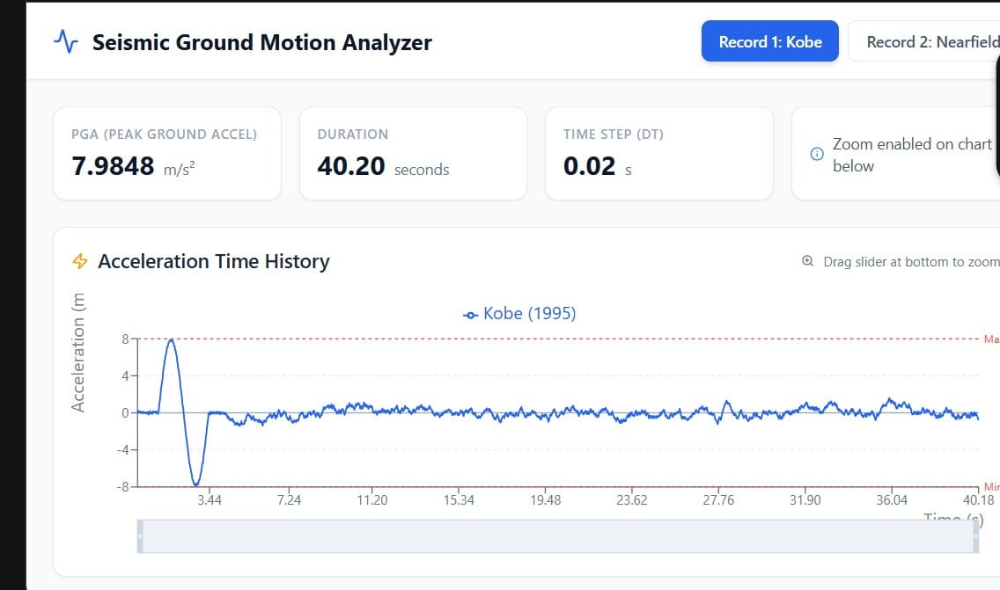 Seismic Ground Motion Analyzer
Record 1: Kobe
Record 2: Nearfield
PGA (PEAK GROUND ACCEL)
7.9848 m/s²
DURATION
40.20 seconds
TIME STEP (DT)
0.02 s
Zoom enabled on chart
below
Acceleration Time History
Drag slider at bottom to zoom
Kobe (1995)
Acceleration (m
8
4
0
-4
-8
Ma
Min
3.44 7.24 11.20 15.34 19.48 23.62 27.76 31.90 36.04 40.18
Time (s)